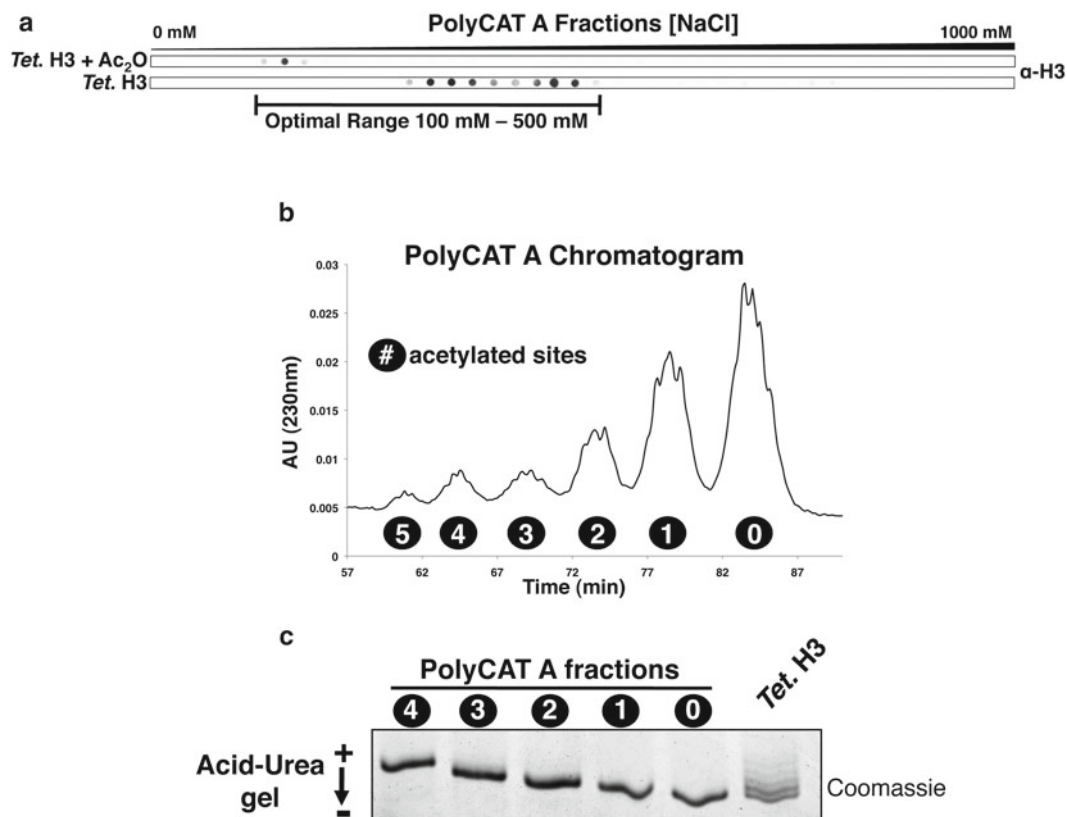 a
PolyCAT A Fractions [NaCl]
0 mM
1000 mM
Tet. H3 + Ac₂O
Tet. H3
α-H3
Optimal Range 100 mM – 500 mM
b
PolyCAT A Chromatogram
# acetylated sites
AU (230nm)
0.03
0.025
0.02
0.015
0.01
0.005
0
5 4 3 2 1 0
57 62 67 72 77 82 87
Time (min)
c
PolyCAT A fractions
Tet. H3
4 3 2 1 0
Acid-Urea
gel
+
-
Coomassie